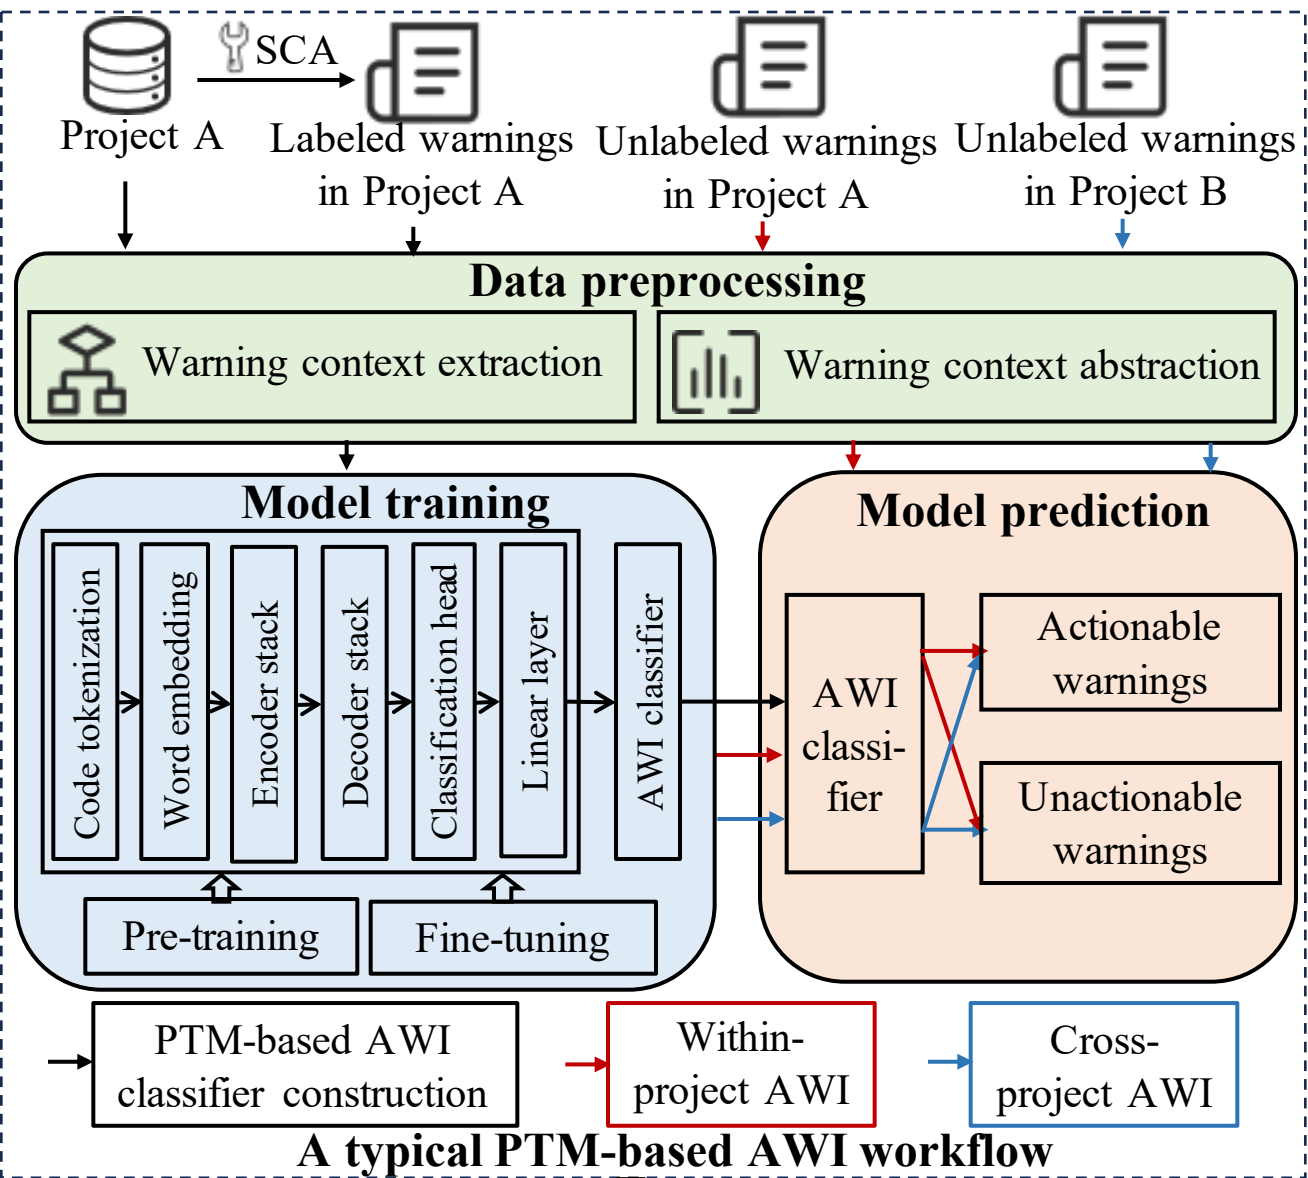 SCA
Project A
Labeled warnings
in Project A
Unlabeled warnings
in Project A
Unlabeled warnings
in Project B
Data preprocessing
Warning context extraction
Warning context abstraction
Model training
Code tokenization
Word embedding
Encoder stack
Decoder stack
Classification head
Linear layer
AWI classifier
Pre-training
Fine-tuning
Model prediction
AWI
classi-
fier
Actionable
warnings
Unactionable
warnings
PTM-based AWI
classifier construction
Within-
project AWI
Cross-
project AWI
A typical PTM-based AWI workflow